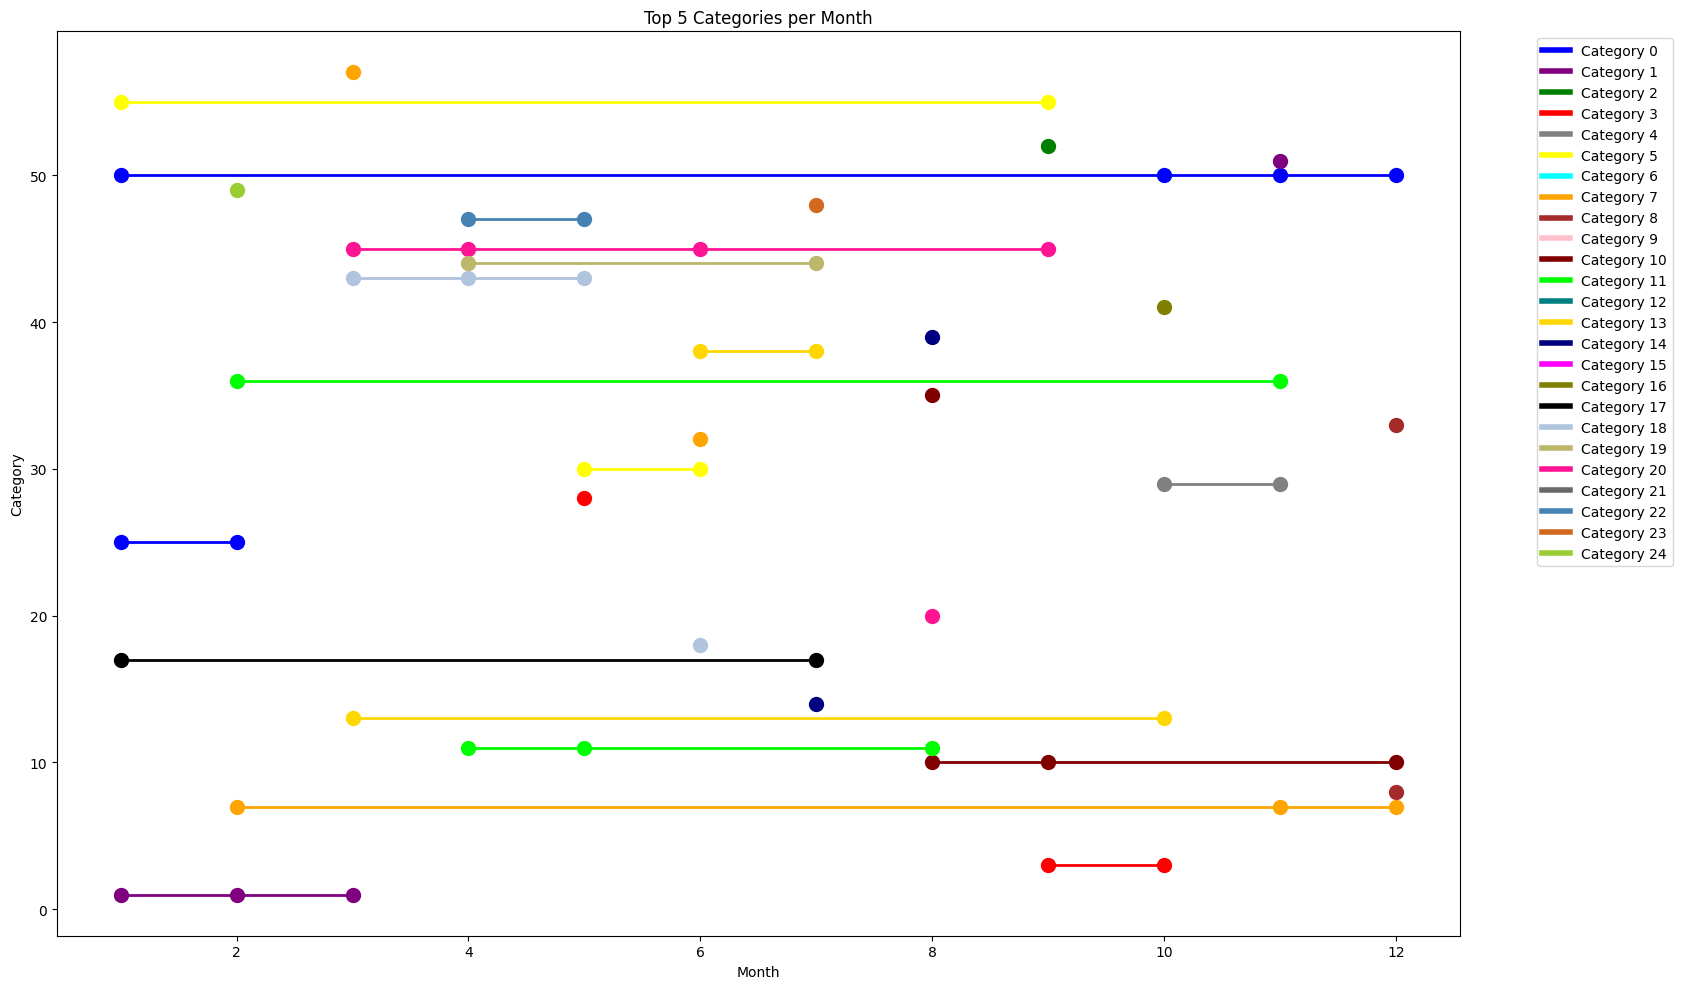 Top 5 Categories per Month
Category
50
40
30
20
10
0
2
4
6
8
10
12
Month
Category 0
Category 1
Category 2
Category 3
Category 4
Category 5
Category 6
Category 7
Category 8
Category 9
Category 10
Category 11
Category 12
Category 13
Category 14
Category 15
Category 16
Category 17
Category 18
Category 19
Category 20
Category 21
Category 22
Category 23
Category 24